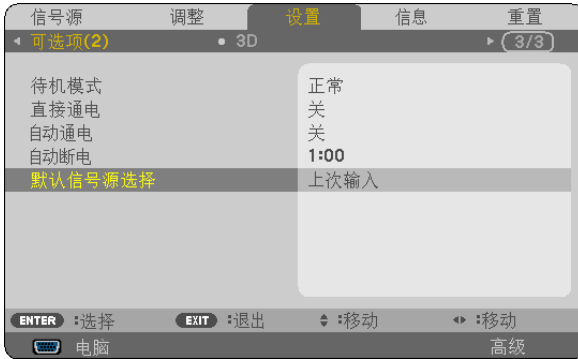 信号源 调整 设置 信息 重置
可选项(2) 3D 3/3
待机模式 正常
直接通电 关
自动通电 关
自动断电 1:00
默认信号源选择 上次输入
ENTER :选择 EXIT :退出 :移动 :移动
电脑 高级